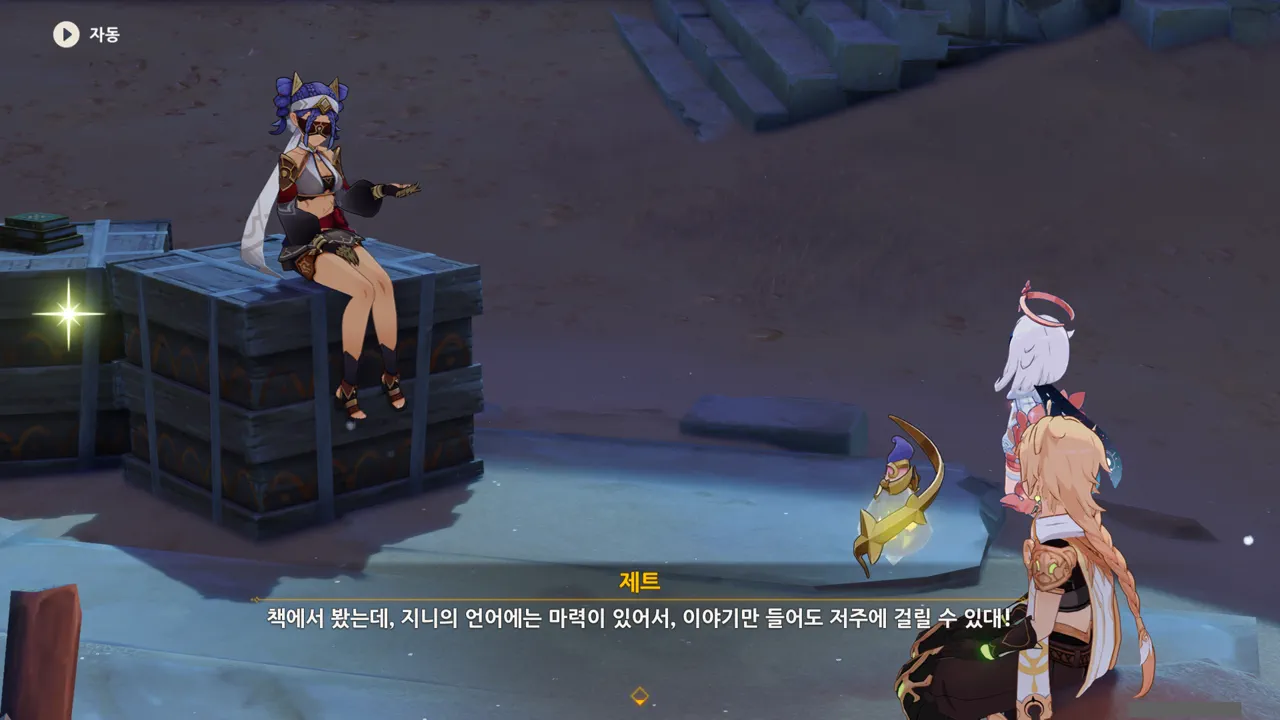 자동
제트
책에서 봤는데, 지니의 언어에는 마력이 있어서, 이야기만 들어도 저주에 걸릴 수 있대!